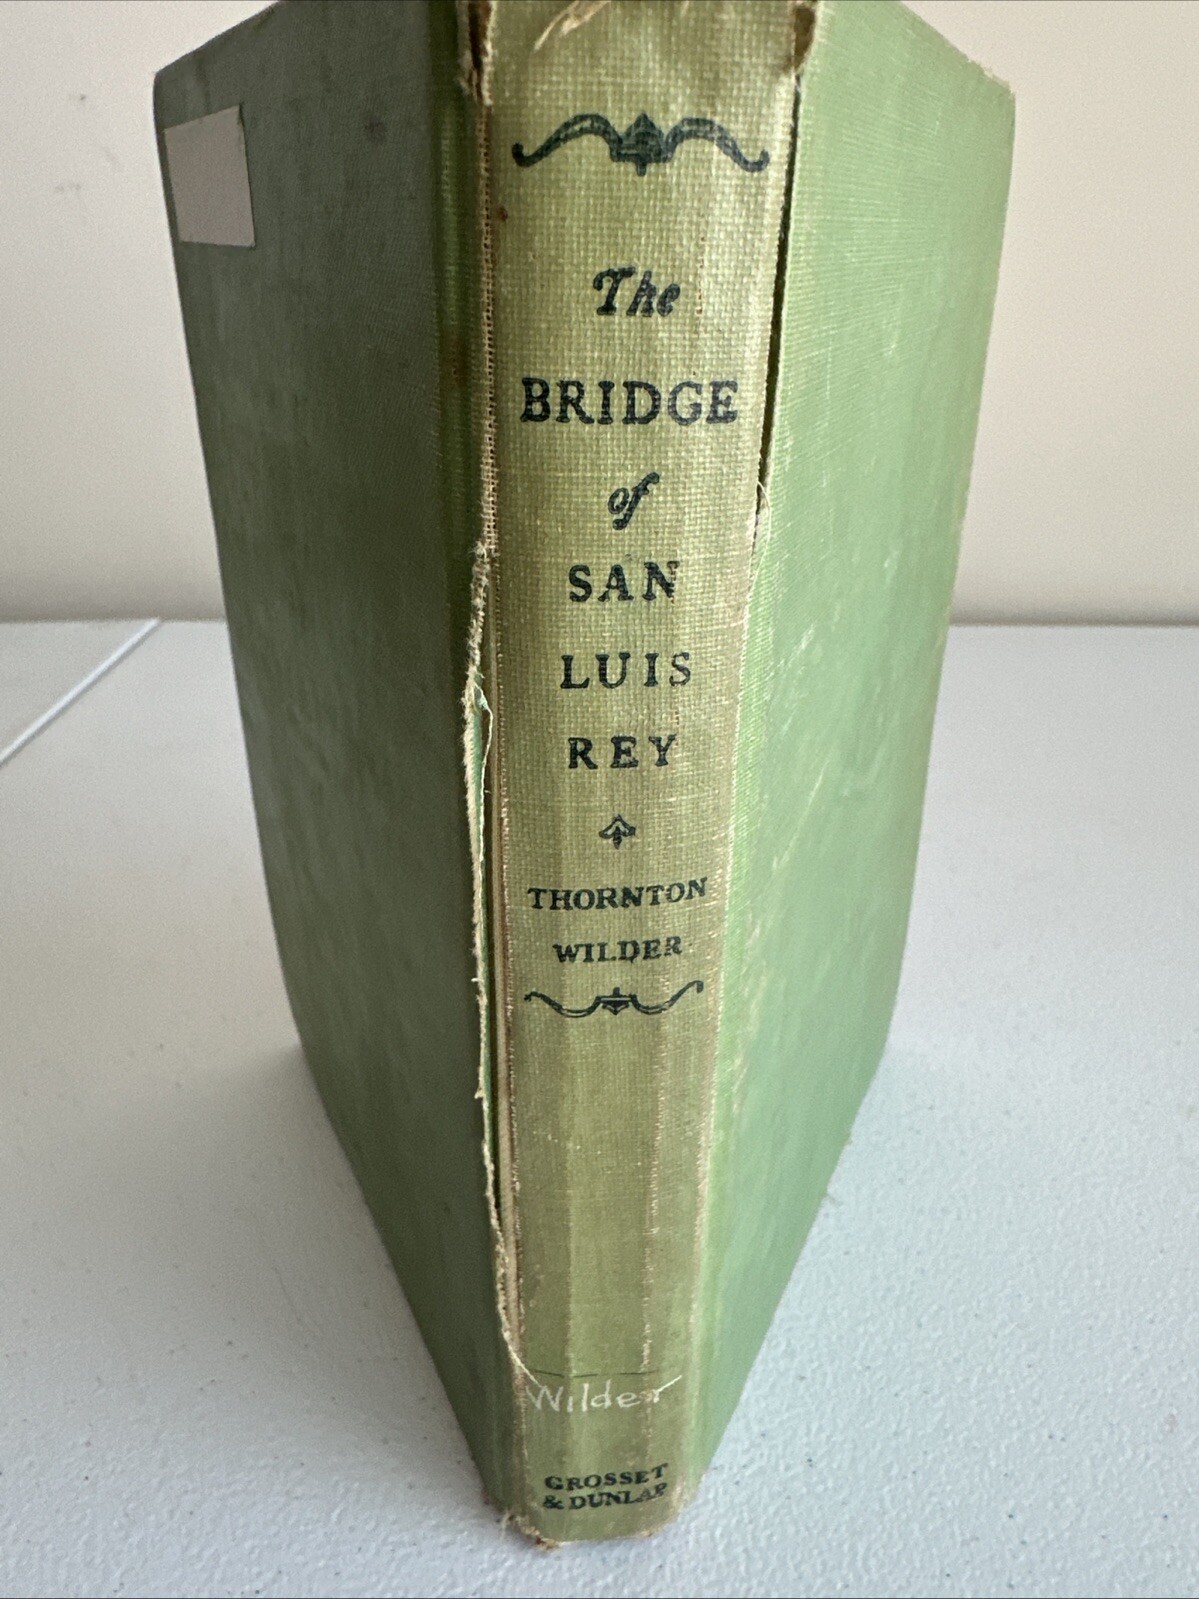 The
BRIDGE
of
SAN
LUIS
REY
THORNTON
WILDER
Wilder
GROSSET
& DUNLAP